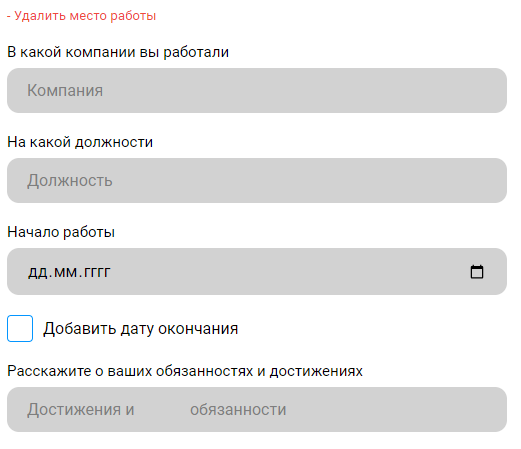 - Удалить место работы
В какой компании вы работали
Компания
На какой должности
Должность
Начало работы
дд.мм.гггг
Добавить дату окончания
Расскажите о ваших обязанностях и достижениях
Достижения и обязанности